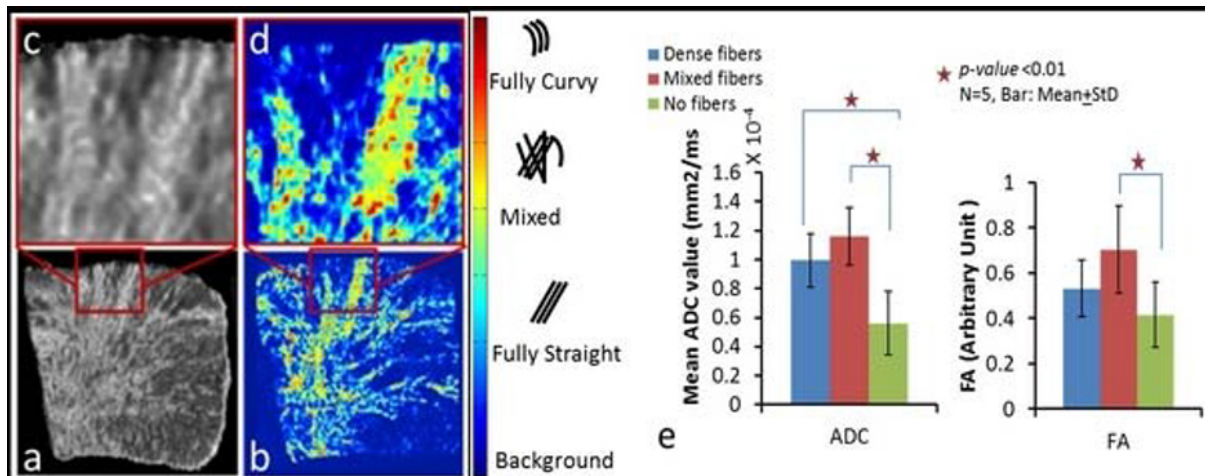 c
d
a
b
Fully Curvy
Mixed
Fully Straight
Background
e
Dense fibers
Mixed fibers
No fibers
p-value <0.01
N=5, Bar: Mean±StD
X 10⁻⁴
Mean ADC value (mm2/ms)
1.6
1.4
1.2
1
0.8
0.6
0.4
0.2
0
ADC
FA (Arbitrary Unit )
1
0.8
0.6
0.4
0.2
0
FA